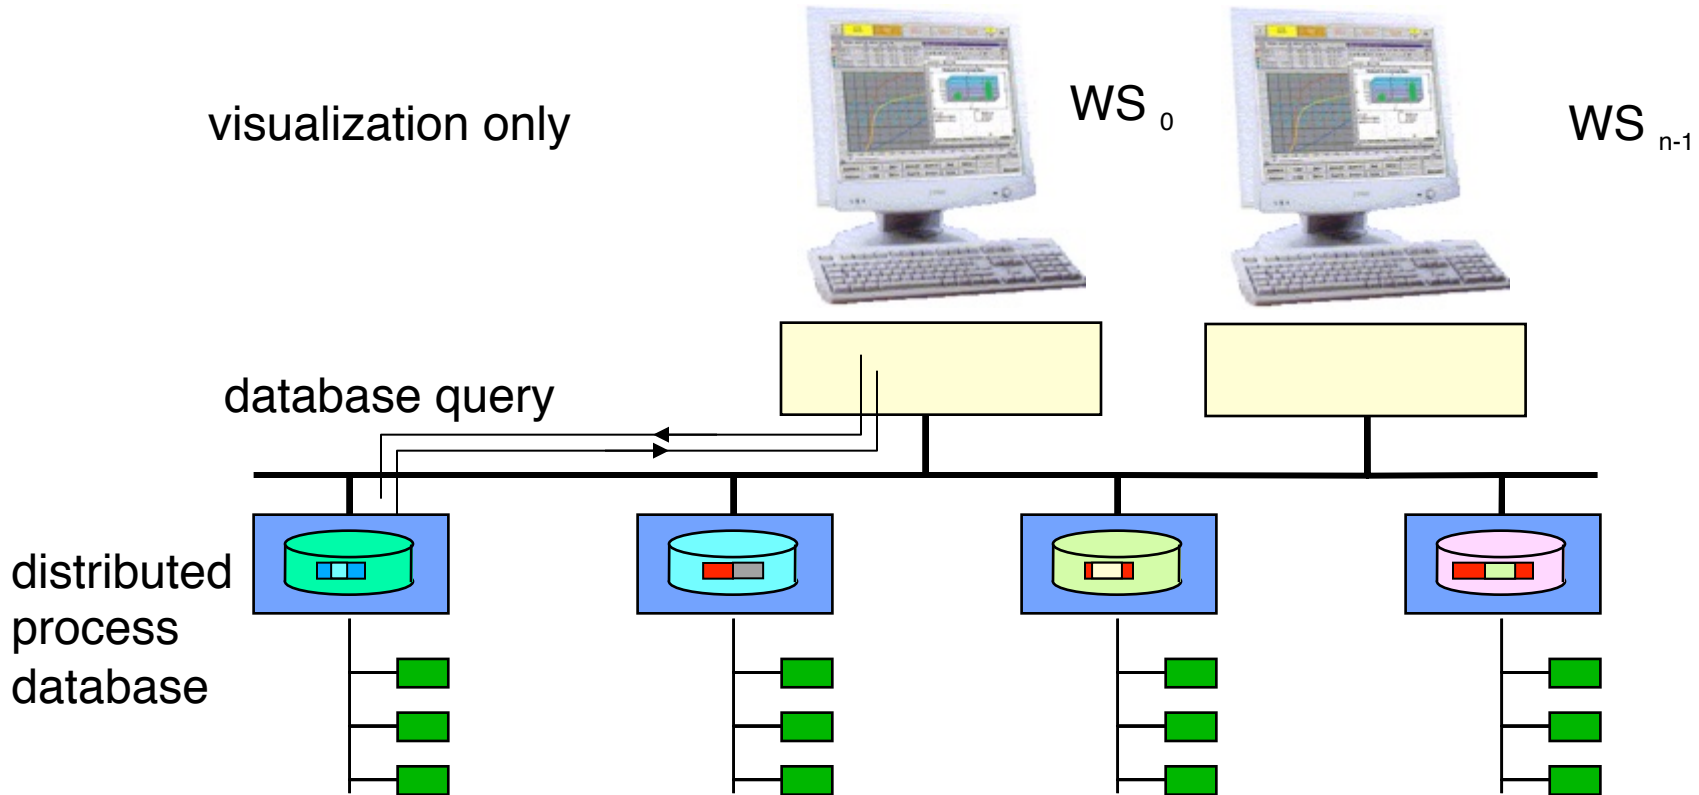 visualization only
WS 0
WS n-1
database query
distributed
process
database